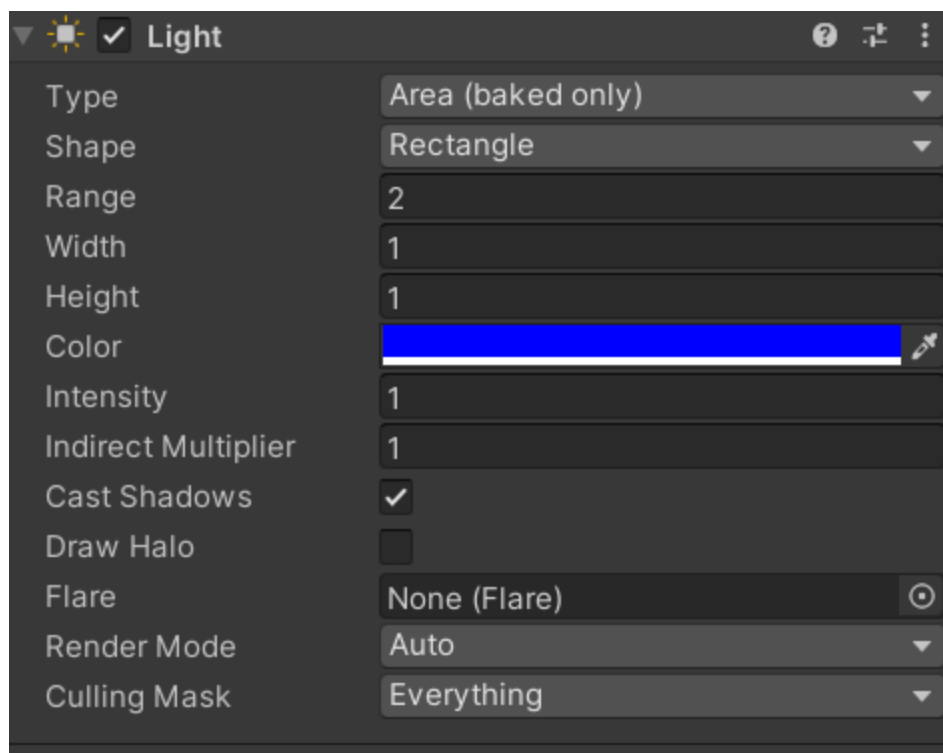 Light
Type Area (baked only)
Shape Rectangle
Range 2
Width 1
Height 1
Color
Intensity 1
Indirect Multiplier 1
Cast Shadows
Draw Halo
Flare None (Flare)
Render Mode Auto
Culling Mask Everything